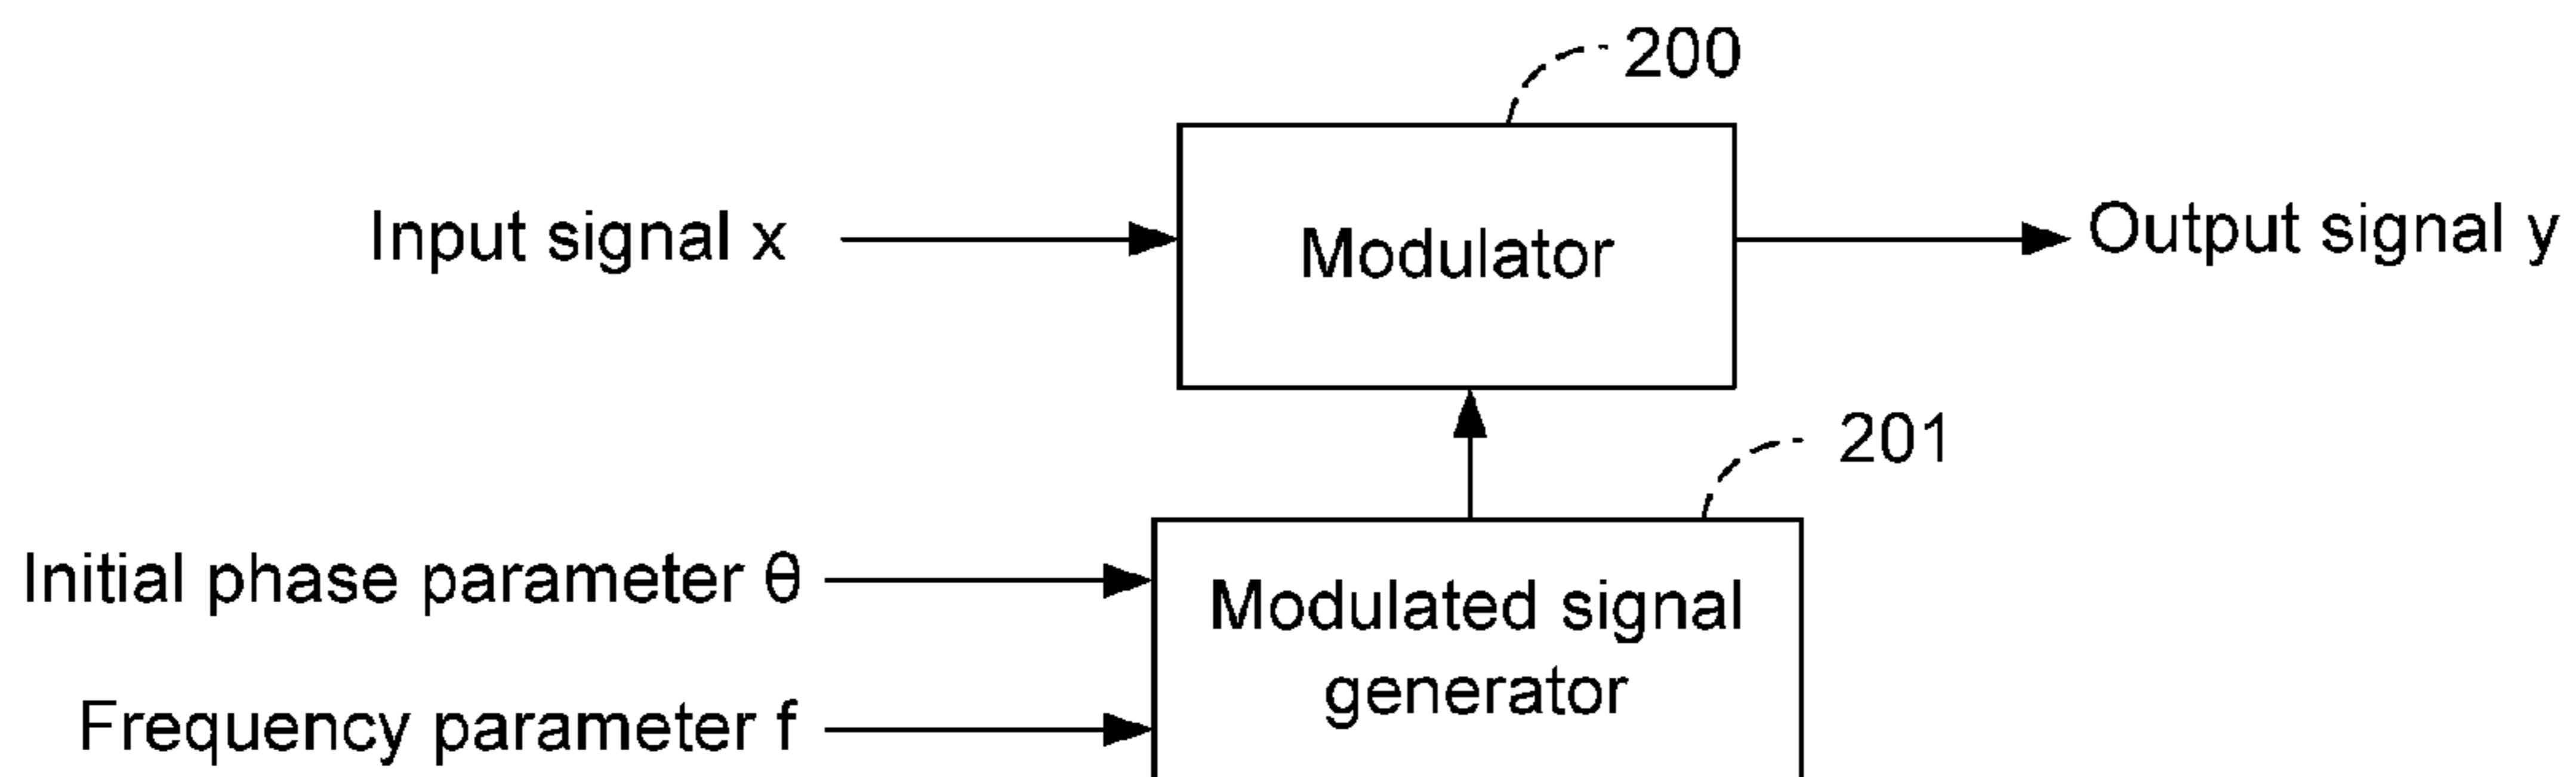 200
Input signal x
Modulator
Output signal y
201
Initial phase parameter θ
Modulated signal
generator
Frequency parameter f